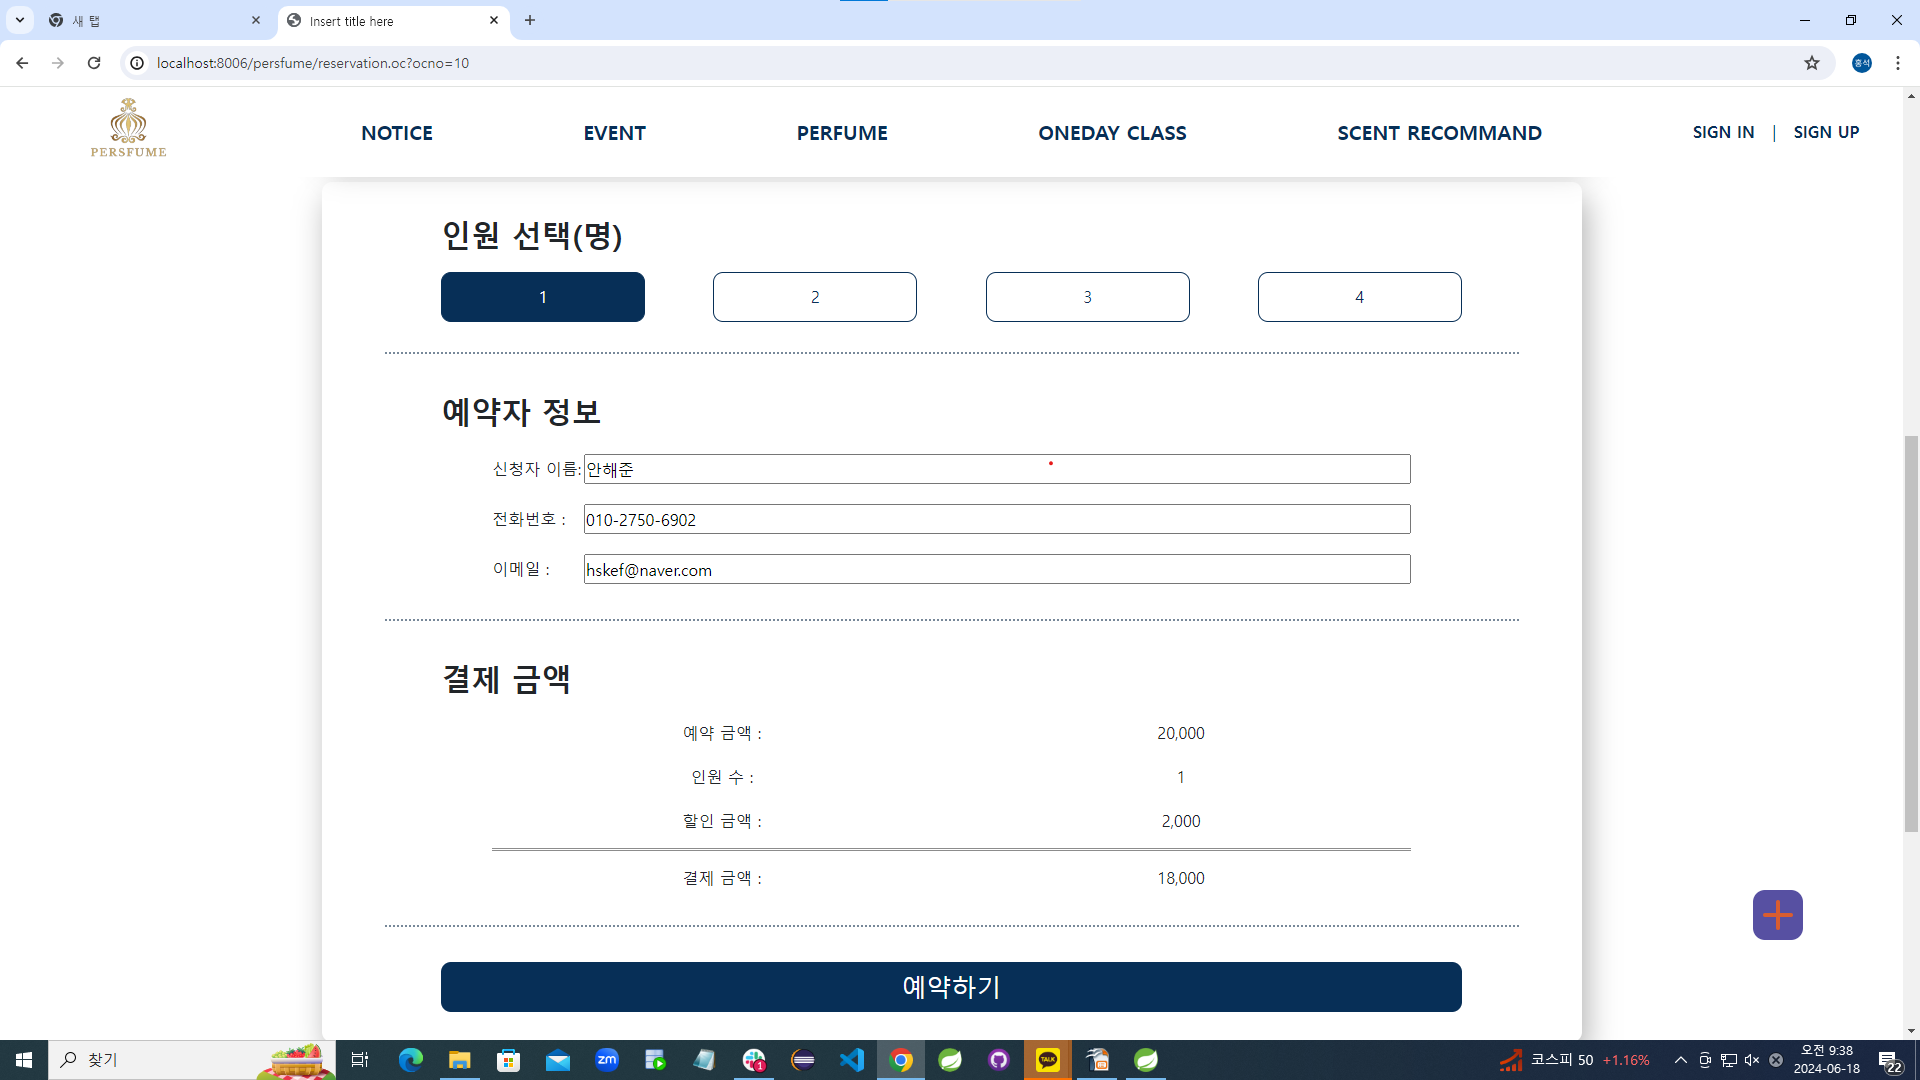 새 탭
Insert title here
localhost:8006/persfume/reservation.oc?ocno=10
홍석
PERSFUME
NOTICE EVENT PERFUME ONEDAY CLASS SCENT RECOMMAND SIGN IN | SIGN UP
인원 선택(명)
1 2 3 4
예약자 정보
신청자 이름: 안해준
전화번호 : 010-2750-6902
이메일 : hskef@naver.com
결제 금액
예약 금액 : 20,000
인원 수 : 1
할인 금액 : 2,000
결제 금액 : 18,000
예약하기
찾기
zm
1
TALK
코스피 50 +1.16%
오전 9:38
2024-06-18
22